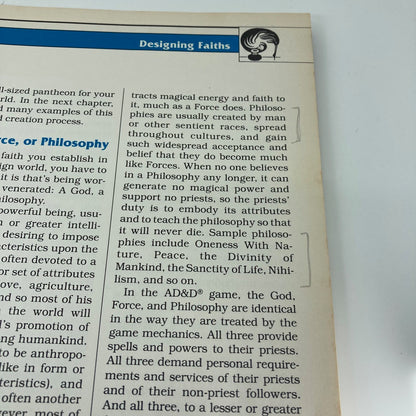 Designing Faiths
ll-sized pantheon for your
rld. In the next chapter,
d many examples of this
d creation process.
rce, or Philosophy
faith you establish in
ign world, you have to
it is that's being wor-
venerated: A God, a
ilosophy.
powerful being, usu-
n or greater intelli-
desiring to impose
acteristics upon the
often devoted to a
or set of attributes
ove, agriculture,
and so most of his
the world will
l's promotion of
ng humankind.
to be anthropo-
like in form or
teristics), and
owever, most of
tracts magical energy and faith to
it, much as a Force does. Philoso-
phies are usually created by man
or other sentient races, spread
throughout cultures, and gain
such widespread acceptance and
belief that they do become much
like Forces. When no one believes
in a Philosophy any longer, it can
generate no magical power and
support no priests, so the priests'
duty is to embody its attributes
and to teach the philosophy so that
it will never die. Sample philoso-
phies include Oneness With Na-
ture, Peace, the Divinity of
Mankind, the Sanctity of Life, Nihi-
lism, and so on.
In the AD&D® game, the God,
Force, and Philosophy are identical
in the way they are treated by the
game mechanics. All three provide
spells and powers to their priests.
All three demand personal require-
ments and services of their priests
and of their non-priest followers.
And all three, to a lesser or greater